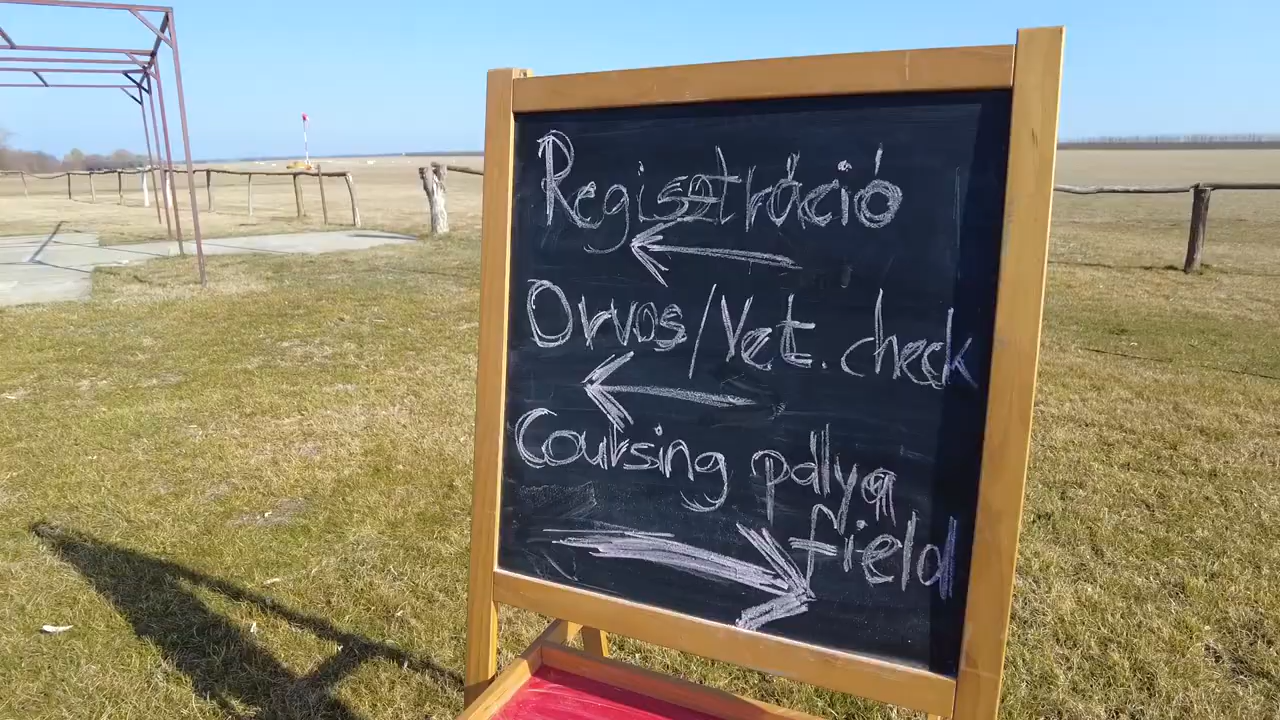 Regisztráció
←
Orvos/Vet. check
←
Coursing pálya
field
→